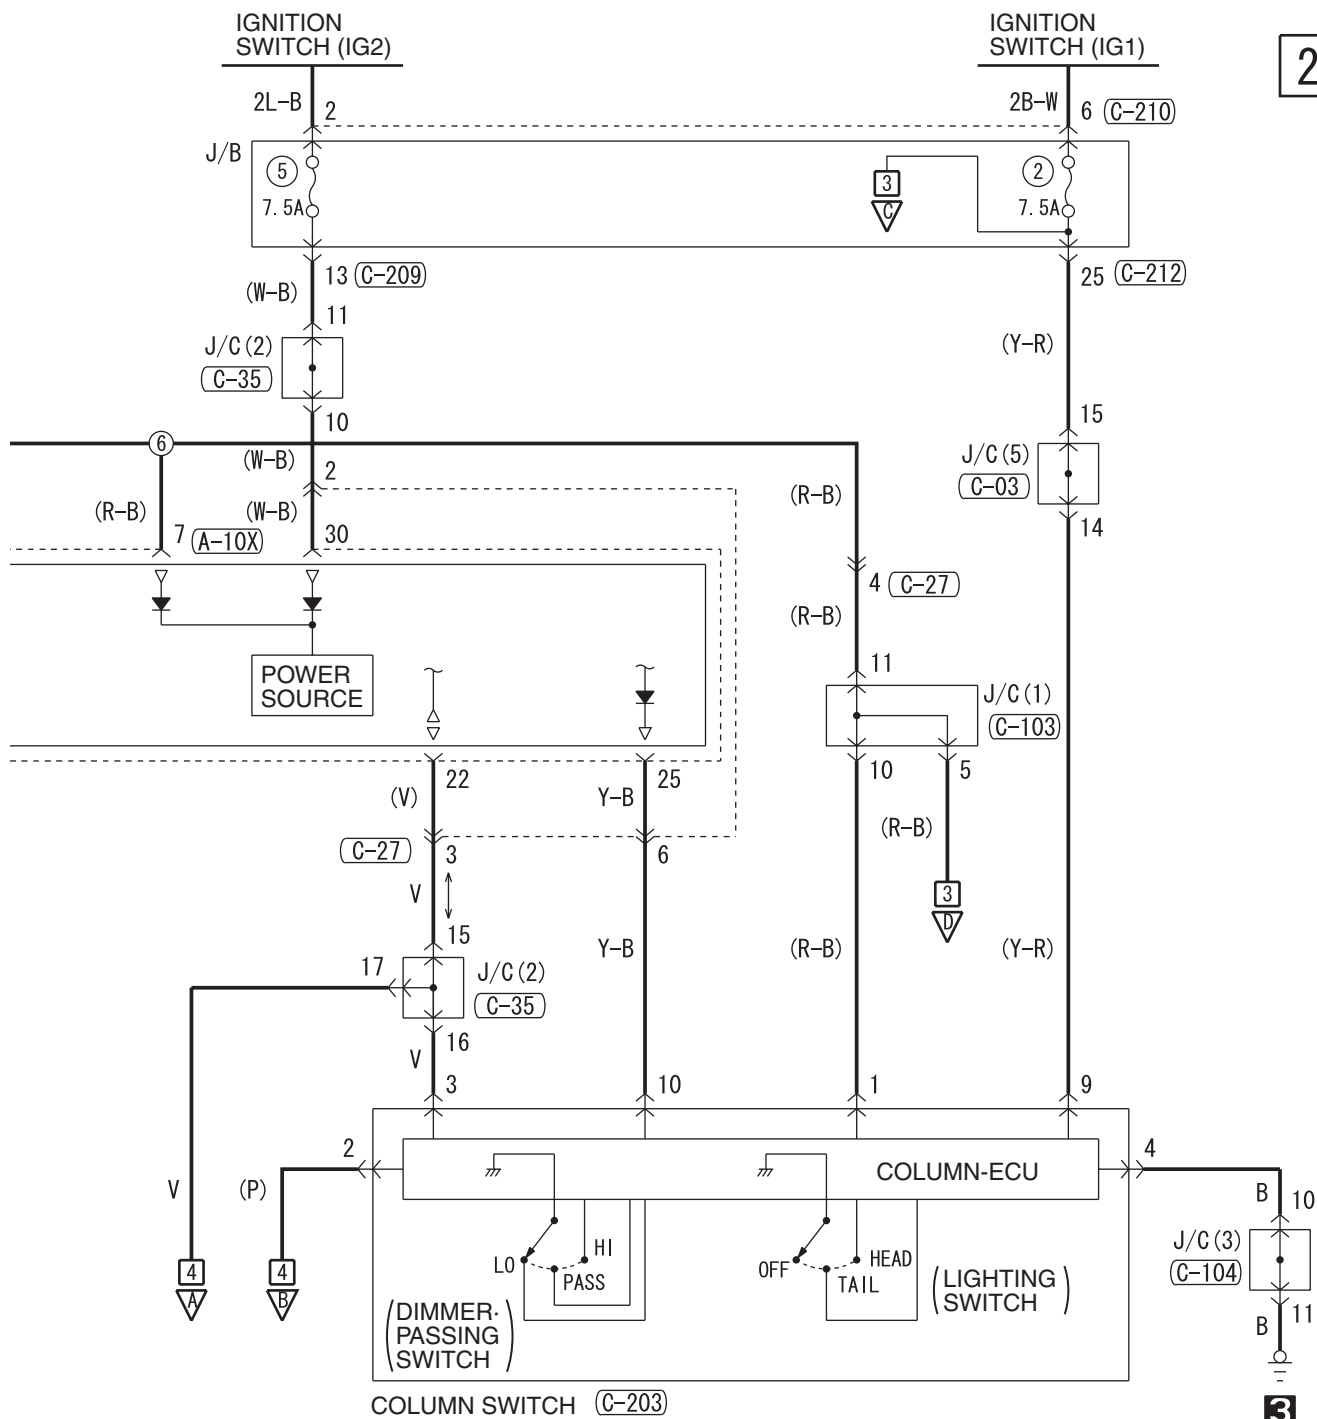 IGNITION
SWITCH (IG2)
IGNITION
SWITCH (IG1)
2
2L-B
2
2B-W
6
C-210
J/B
5
7.5A
3
C
2
7.5A
13
C-209
25
C-212
(W-B)
11
J/C(2)
C-35
(Y-R)
10
15
6
(W-B)
2
J/C(5)
C-03
(R-B)
(R-B)
(W-B)
14
7
A-10X
30
4
C-27
(R-B)
POWER
SOURCE
11
J/C(1)
C-103
22
25
10
5
(V)
Y-B
(R-B)
C-27
3
6
V
3
D
15
Y-B
(R-B)
(Y-R)
17
J/C(2)
C-35
16
V
3
10
1
9
2
4
COLUMN-ECU
V
(P)
B
10
LO
HI
PASS
OFF
HEAD
TAIL
J/C(3)
C-104
4
A
4
B
(DIMMER·
PASSING
SWITCH)
(LIGHTING
SWITCH)
11
B
COLUMN SWITCH
C-203
3